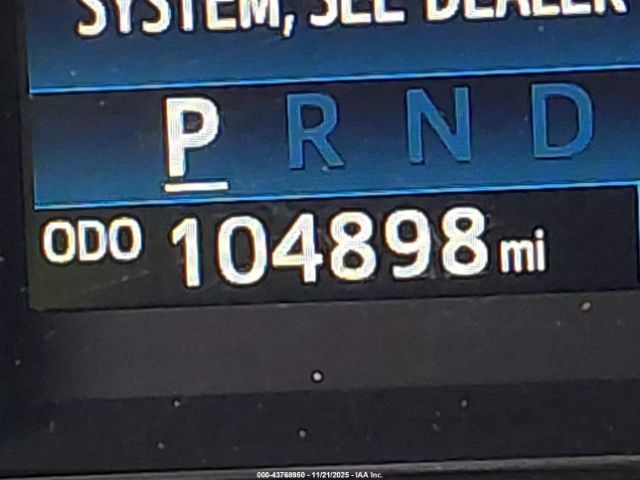 SYSTEM, SEE DEALER
P R N D
ODO 104898 mi
000-43768950 - 11/21/2025 - IAA Inc.